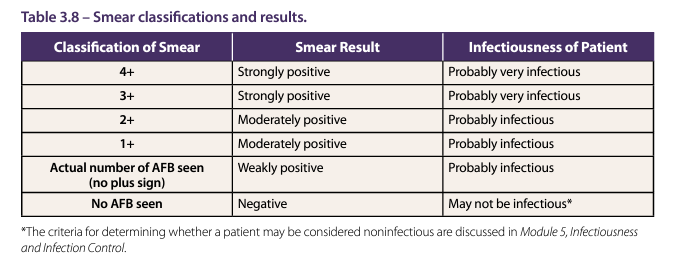 Table 3.8 – Smear classifications and results.
Classification of Smear Smear Result Infectiousness of Patient
4+ Strongly positive Probably very infectious
3+ Strongly positive Probably very infectious
2+ Moderately positive Probably infectious
1+ Moderately positive Probably infectious
Actual number of AFB seen Weakly positive Probably infectious
(no plus sign)
No AFB seen Negative May not be infectious*
*The criteria for determining whether a patient may be considered noninfectious are discussed in Module 5, Infectiousness
and Infection Control.